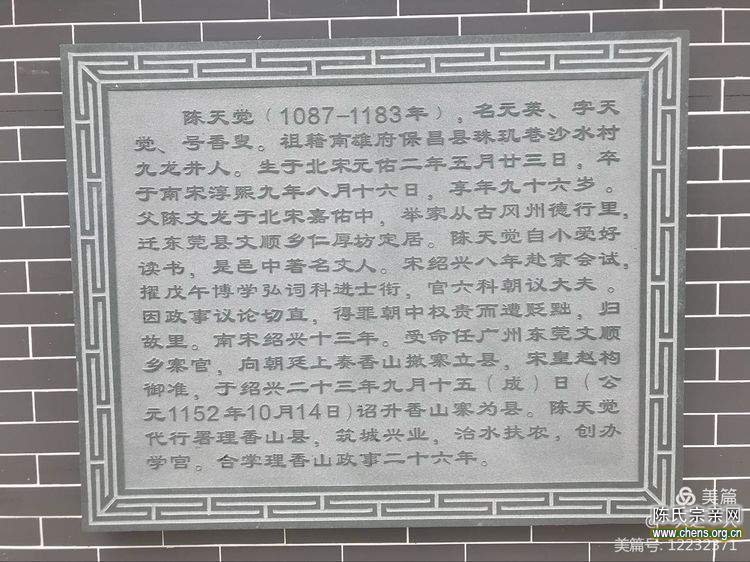 陈天觉（1087-1183年），名元英、字天
觉、号香叟。祖籍南雄府保昌县珠玑巷沙水村
九龙井人。生于北宋元佑二年五月廿三日，卒
于南宋淳熙九年八月十六日，享年九十六岁。
父陈文龙于北宋嘉佑中，举家从古冈州德行里，
迁东莞县文顺乡仁厚坊定居。陈天觉自小爱好
读书，是邑中著名文人。宋绍兴八年赴京会试，
擢戊午博学弘词科进士衔，官六科朝议大夫。
因政事议论切直，得罪朝中权贵而遭贬黜，归
故里。南宋绍兴十三年。受命任广州东莞文顺
乡寨官，向朝廷上奏香山撤寨立县，宋皇赵构
御准，于绍兴二十三年九月十五（成）日（公
元1152年10月14日)诏升香山寨为县。陈天觉
代行署理香山县，筑城兴业，治水扶农，创办
学宫。合掌理香山政事二十六年。
美篇
陈氏宗亲网
www.chens.org.cn
美篇号: 12232371